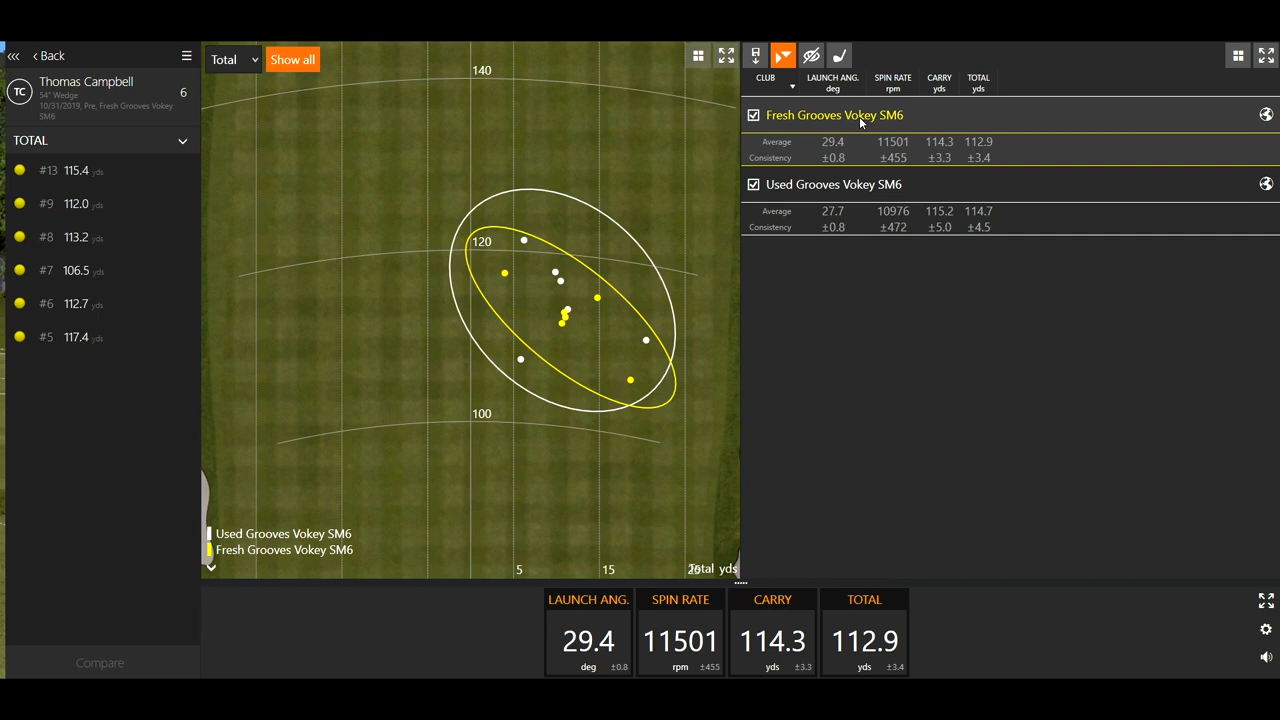 Back
TC
Thomas Campbell
54" Wedge
10/31/2019, Pre, Fresh Grooves Vokey
SM6
6
TOTAL
#13 115.4 yds
#9 112.0 yds
#8 113.2 yds
#7 106.5 yds
#6 112.7 yds
#5 117.4 yds
Compare
Total Show all
140
120
100
Used Grooves Vokey SM6
Fresh Grooves Vokey SM6
5 15 25 Total yds
CLUB LAUNCH ANG. SPIN RATE CARRY TOTAL
deg rpm yds yds
Fresh Grooves Vokey SM6
Average 29.4 11501 114.3 112.9
Consistency ±0.8 ±455 ±3.3 ±3.4
Used Grooves Vokey SM6
Average 27.7 10976 115.2 114.7
Consistency ±0.8 ±472 ±5.0 ±4.5
LAUNCH ANG. SPIN RATE CARRY TOTAL
29.4 11501 114.3 112.9
deg ±0.8 rpm ±455 yds ±3.3 yds ±3.4